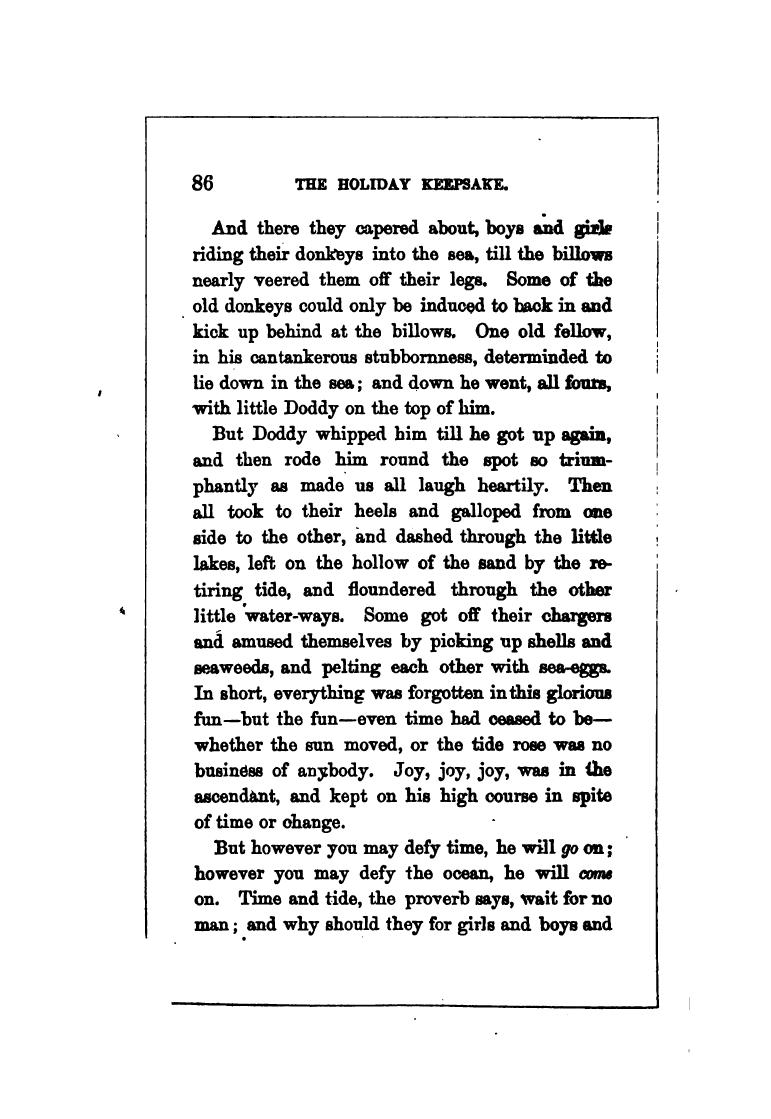 86 THE HOLIDAY KEEPSAKE.
And there they capered about, boys and girls
riding their donkeys into the sea, till the billows
nearly veered them off their legs. Some of the
old donkeys could only be induced to back in and
kick up behind at the billows. One old fellow,
in his cantankerous stubbornness, determinded to
lie down in the sea; and down he went, all fours,
with little Doddy on the top of him.
But Doddy whipped him till he got up again,
and then rode him round the spot so trium-
phantly as made us all laugh heartily. Then
all took to their heels and galloped from one
side to the other, and dashed through the little
lakes, left on the hollow of the sand by the re-
tiring tide, and floundered through the other
little water-ways. Some got off their chargers
and amused themselves by picking up shells and
seaweeds, and pelting each other with sea-eggs.
In short, everything was forgotten in this glorious
fun—but the fun—even time had ceased to be—
whether the sun moved, or the tide rose was no
business of anybody. Joy, joy, joy, was in the
ascendant, and kept on his high course in spite
of time or change.
But however you may defy time, he will go on;
however you may defy the ocean, he will come
on. Time and tide, the proverb says, wait for no
man; and why should they for girls and boys and